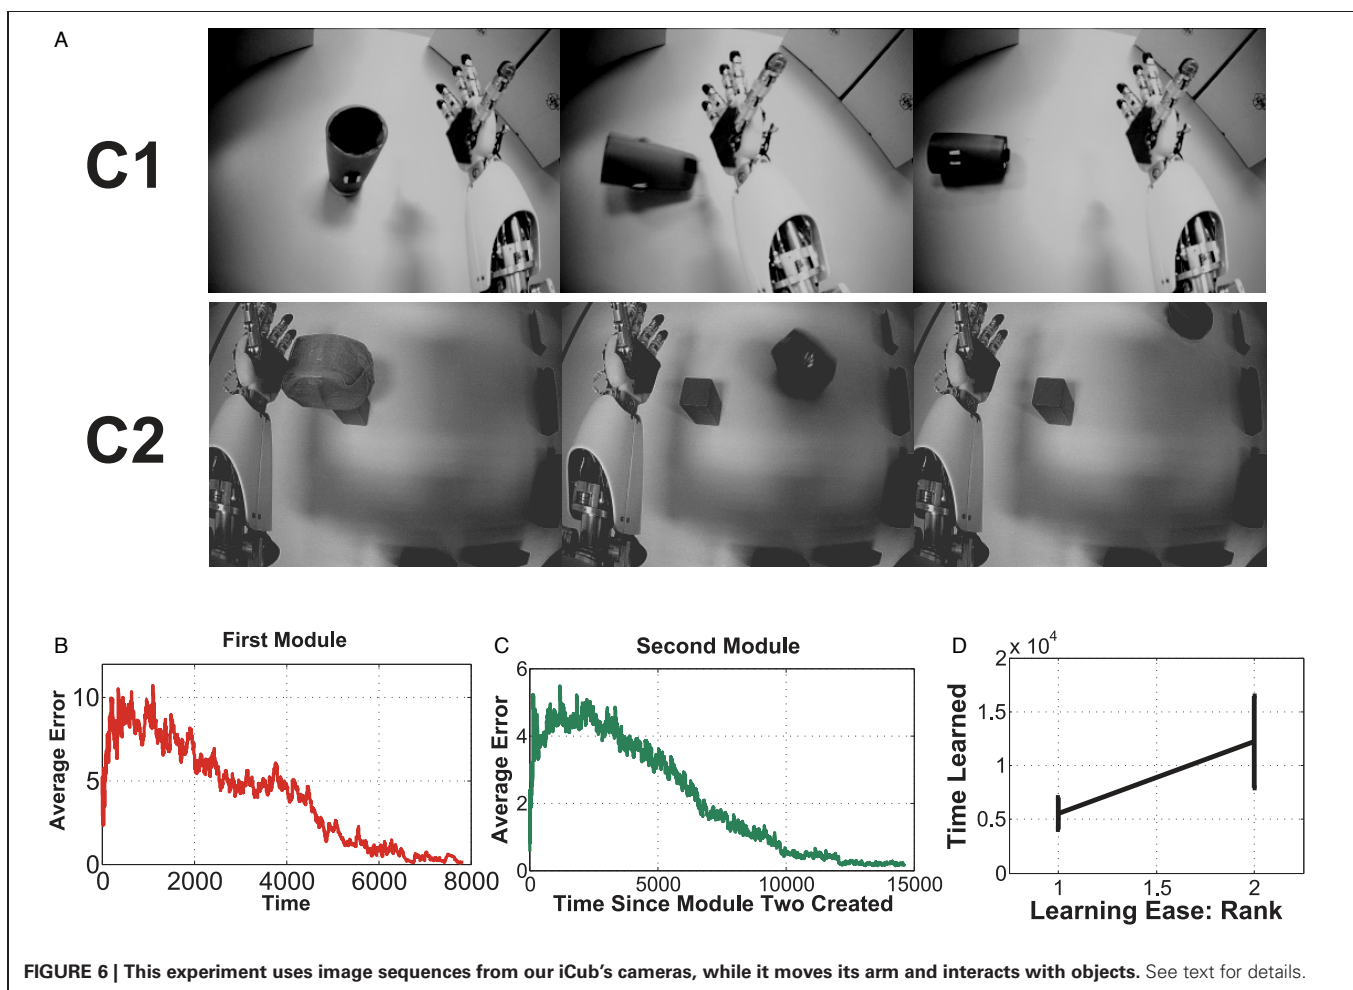 A
C1
C2
B
First Module
Average Error
10
5
0
0 2000 4000 6000 8000
Time
C
Second Module
Average Error
6
4
2
0
0 5000 10000 15000
Time Since Module Two Created
D
x 10^4
Time Learned
2
1.5
1
0.5
0
1 1.5 2
Learning Ease: Rank
FIGURE 6 | This experiment uses image sequences from our iCub's cameras, while it moves its arm and interacts with objects. See text for details.